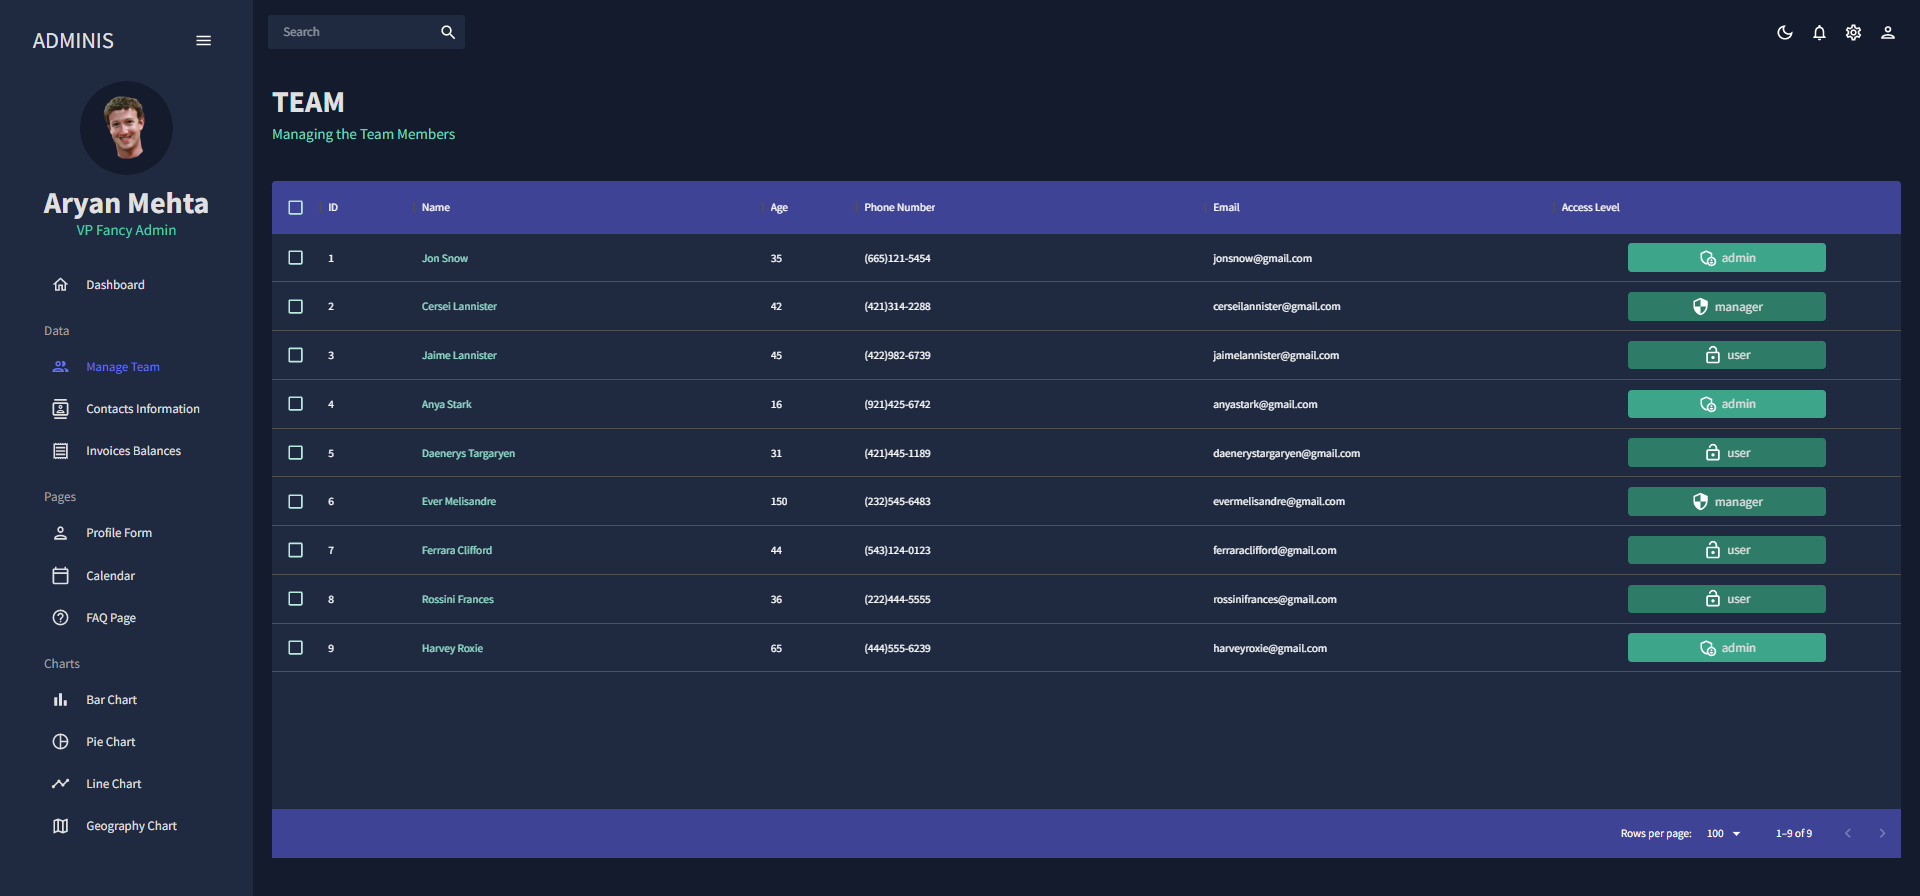 ADMINIS
Aryan Mehta
VP Fancy Admin
Dashboard
Data
Manage Team
Contacts Information
Invoices Balances
Pages
Profile Form
Calendar
FAQ Page
Charts
Bar Chart
Pie Chart
Line Chart
Geography Chart
Search
TEAM
Managing the Team Members
ID Name Age Phone Number Email Access Level
1 Jon Snow 35 (665)121-5454 jonsnow@gmail.com admin
2 Cersei Lannister 42 (421)314-2288 cerseilannister@gmail.com manager
3 Jaime Lannister 45 (422)982-6739 jaimelannister@gmail.com user
4 Anya Stark 16 (921)425-6742 anyastark@gmail.com admin
5 Daenerys Targaryen 31 (421)445-1189 daenerystargaryen@gmail.com user
6 Ever Melisandre 150 (232)545-6483 evermelisandre@gmail.com manager
7 Ferrara Clifford 44 (543)124-0123 ferraraclifford@gmail.com user
8 Rossini Frances 36 (222)444-5555 rossinifrances@gmail.com user
9 Harvey Roxie 65 (444)555-6239 harveyroxie@gmail.com admin
Rows per page: 100 1–9 of 9